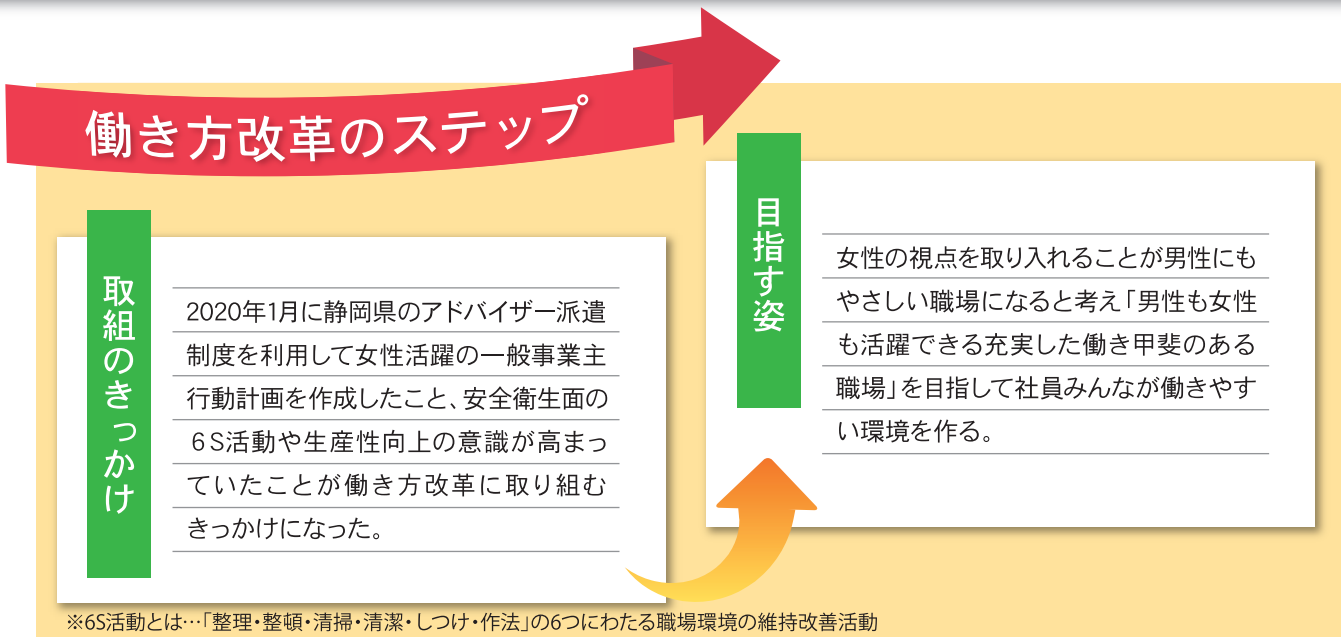 働き方改革のステップ
取組のきっかけ
2020年1月に静岡県のアドバイザー派遣
制度を利用して女性活躍の一般事業主
行動計画を作成したこと、安全衛生面の
６S活動や生産性向上の意識が高まっ
ていたことが働き方改革に取り組む
きっかけになった。
目指す姿
女性の視点を取り入れることが男性にも
やさしい職場になると考え「男性も女性
も活躍できる充実した働き甲斐のある
職場」を目指して社員みんなが働きやす
い環境を作る。
※6S活動とは…「整理・整頓・清掃・清潔・しつけ・作法」の6つにわたる職場環境の維持改善活動